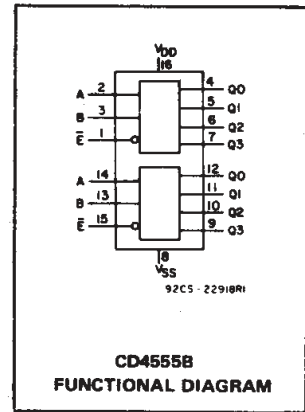 VDD
16
A 2 4 Q0
B 3 5 Q1
6 Q2
E̅ 1 7 Q3
A 14 12 Q0
B 13 11 Q1
10 Q2
E̅ 15 9 Q3
8
VSS
92CS-22918R1
CD4555B
FUNCTIONAL DIAGRAM